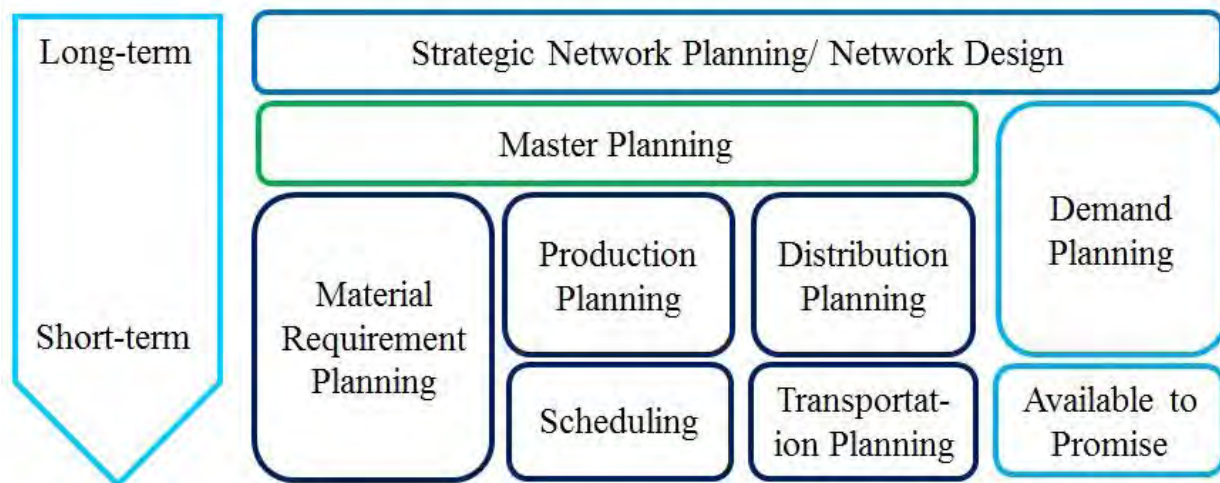 Long-term
Short-term
Strategic Network Planning/ Network Design
Master Planning
Material
Requirement
Planning
Production
Planning
Distribution
Planning
Demand
Planning
Scheduling
Transportat-
ion Planning
Available to
Promise